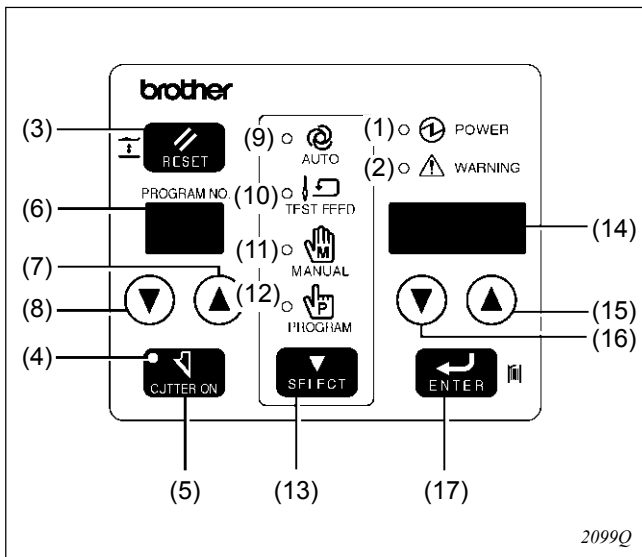 brother
(3)
RESET
(9)
AUTO
(1)
POWER
(2)
WARNING
(6)
PROGRAM NO.
(10)
TEST FEED
(14)
(7)
(11)
M
MANUAL
(8)
(12)
P
PROGRAM
(15)
(16)
(4)
CUTTER ON
SELECT
ENTER
(5)
(13)
(17)
2099Q